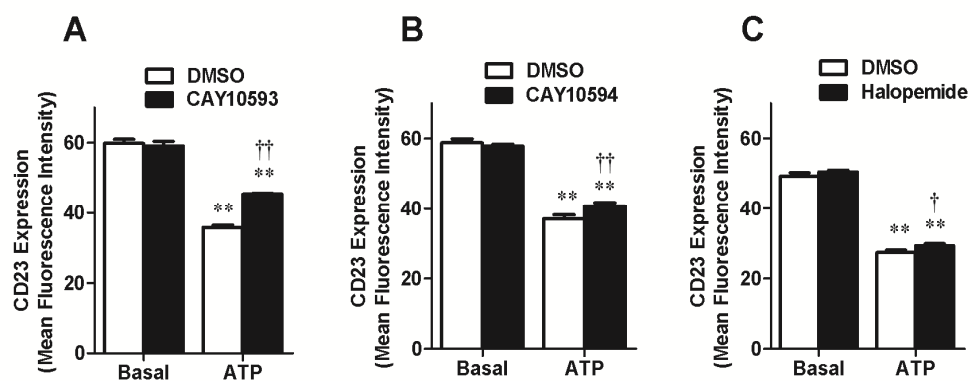 A
DMSO
CAY10593
CD23 Expression
(Mean Fluorescence Intensity)
60
40
20
0
**
††
**
Basal
ATP
B
DMSO
CAY10594
CD23 Expression
(Mean Fluorescence Intensity)
60
40
20
0
**
††
**
Basal
ATP
C
DMSO
Halopemide
CD23 Expression
(Mean Fluorescence Intensity)
60
40
20
0
**
†
**
Basal
ATP